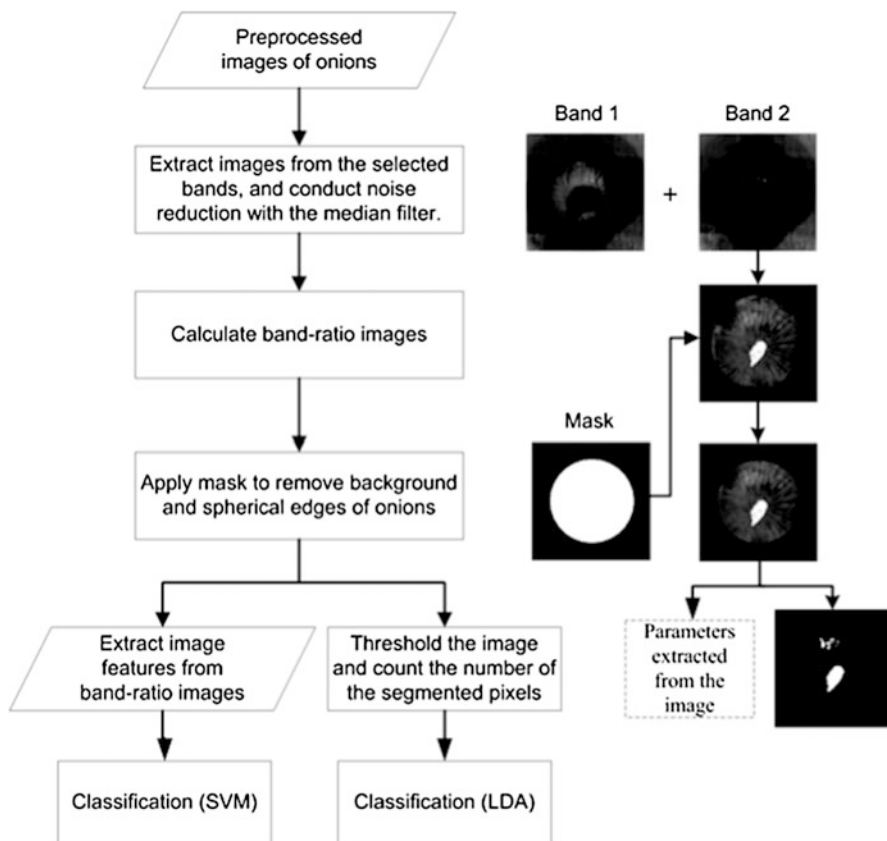 Preprocessed
images of onions
Band 1
Band 2
Extract images from the selected
bands, and conduct noise
reduction with the median filter.
+
Calculate band-ratio images
Mask
Apply mask to remove background
and spherical edges of onions
Extract image
features from
band-ratio images
Threshold the image
and count the number of
the segmented pixels
Parameters
extracted
from the
image
Classification (SVM)
Classification (LDA)